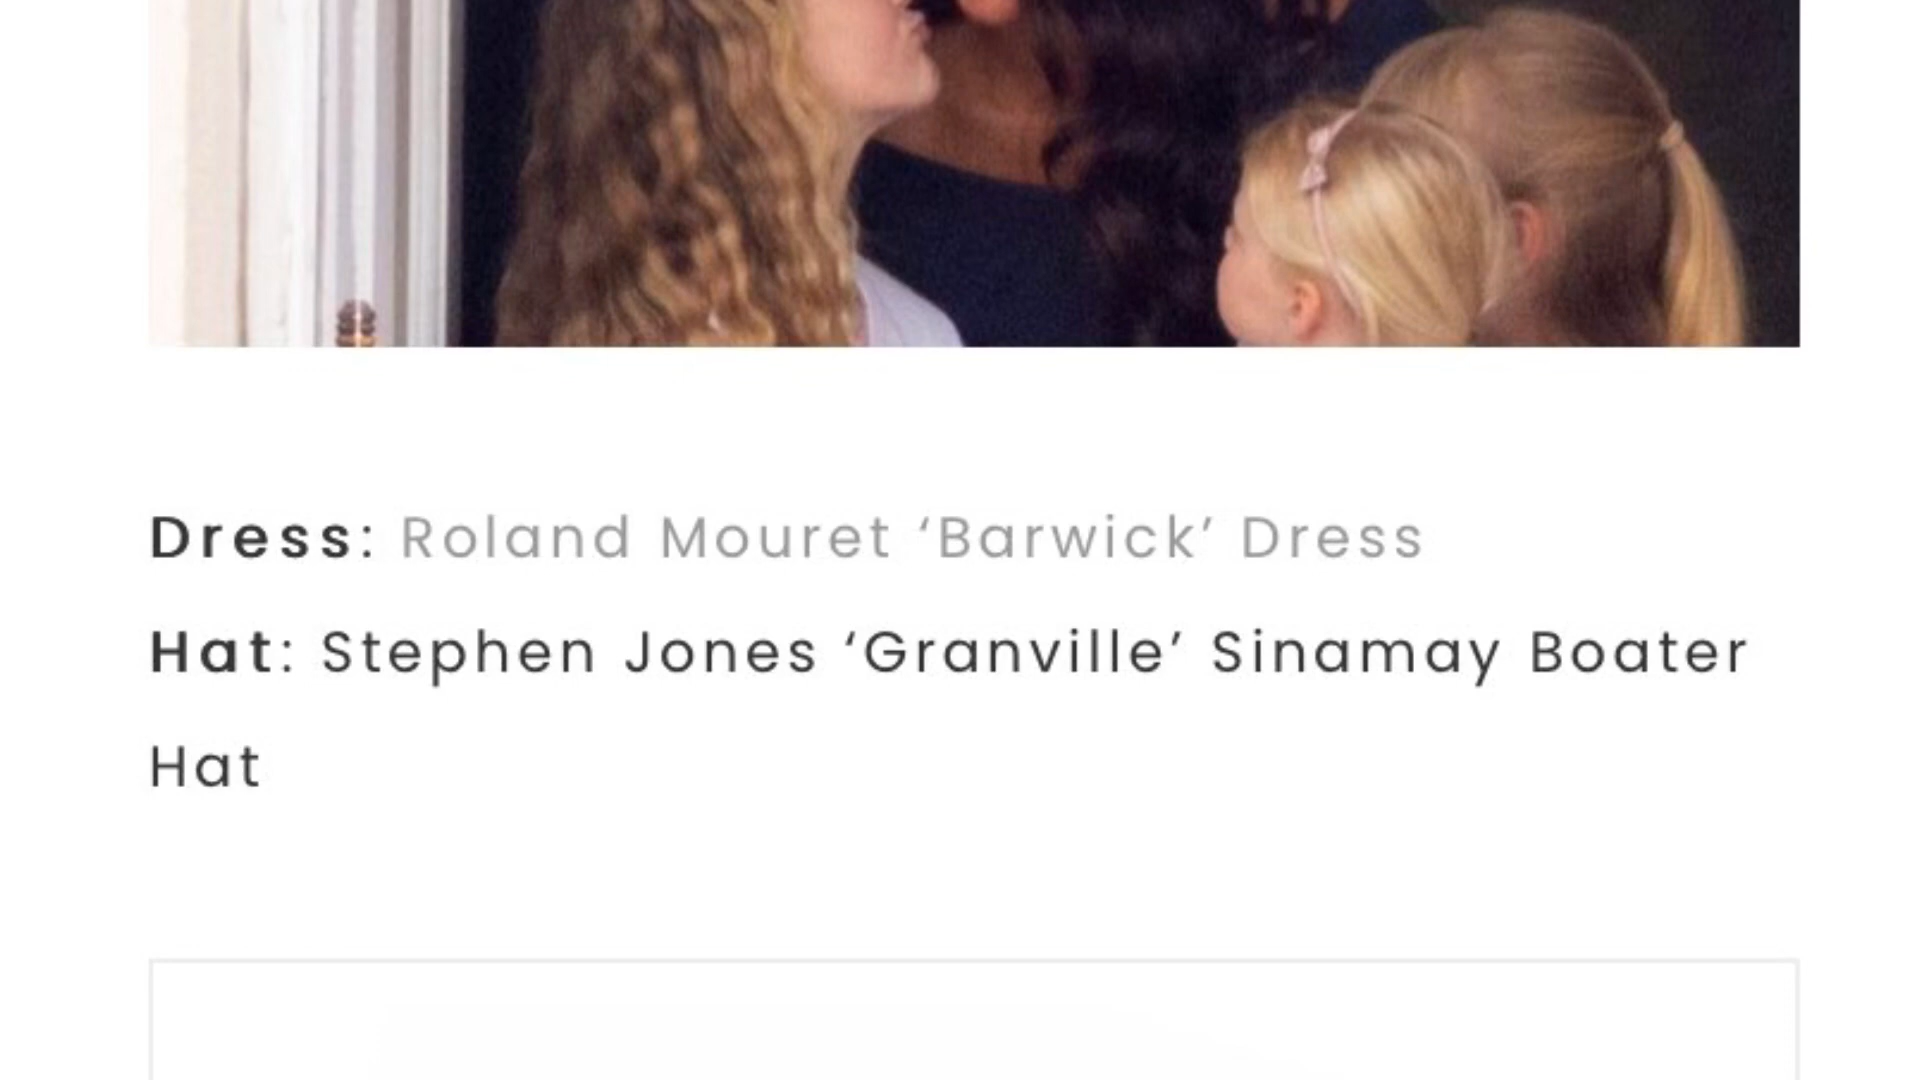 Dress: Roland Mouret ‘Barwick’ Dress
Hat: Stephen Jones ‘Granville’ Sinamay Boater
Hat